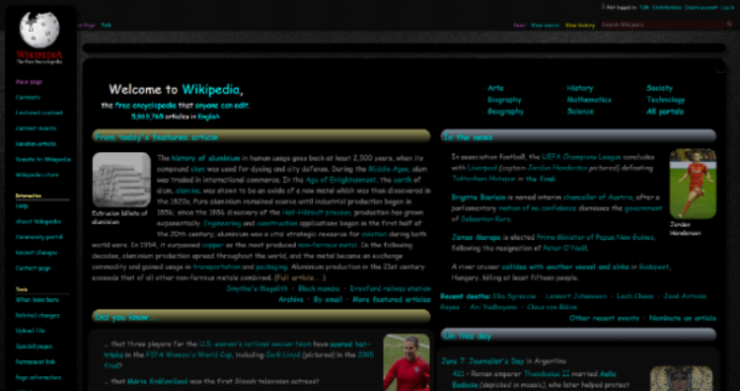 Not logged in Talk Contributions Create account Log in
Main Page Talk
Read View source View history Search Wikipedia
WIKIPEDIA
The Free Encyclopedia
Main page
Contents
Featured content
Current events
Random article
Donate to Wikipedia
Wikipedia store
Interaction
Help
About Wikipedia
Community portal
Recent changes
Contact page
Tools
What links here
Related changes
Upload file
Special pages
Permanent link
Page information
Welcome to Wikipedia,
the free encyclopedia that anyone can edit.
5,869,765 articles in English
Arts
Biography
Geography
History
Mathematics
Science
Society
Technology
All portals
From today's featured article
Extrusion billets of
aluminium
The history of aluminium in human usage goes back at least 2,500 years, when its
compound alum was used for dyeing and city defense. During the Middle Ages, alum
was traded in international commerce. In the Age of Enlightenment, the earth of
alum, alumina, was shown to be an oxide of a new metal which was then discovered in
the 1820s. Pure aluminium remained scarce until industrial production began in
1856; since the 1886 discovery of the Hall–Héroult process, production has grown
exponentially. Engineering and construction applications began in the first half of
the 20th century; aluminium was a vital strategic resource for aviation during both
world wars. In 1954, it surpassed copper as the most produced non-ferrous metal. In the following
decades, aluminium production spread throughout the world, and the metal became an exchange
commodity and gained usage in transportation and packaging. Aluminium production in the 21st century
exceeds that of all other non-ferrous metals combined. (Full article...)
Smythe's Megalith · Black mamba · Drexford railway station
Archive · By email · More featured articles
Did you know...
... that three players for the U.S. women's national soccer team have scored hat-
tricks in the FIFA Women's World Cup, including Carli Lloyd (pictured) in the 2015
final?
... that Mária Kráľovičová was the first Slovak television actress?
In the news
In association football, the UEFA Champions League concludes
with Liverpool (captain Jordan Henderson pictured) defeating
Tottenham Hotspur in the final.
Brigitte Bierlein is named interim chancellor of Austria, after a
parliamentary motion of no confidence dismisses the government
of Sebastian Kurz.
James Marape is elected Prime Minister of Papua New Guinea,
following the resignation of Peter O'Neill.
A river cruiser collides with another vessel and sinks in Budapest,
Hungary, killing at least fifteen people.
Jordan
Henderson
Recent deaths: Elio Sgreccia · Lennart Johansson · Leah Chase · José Antonio
Reyes · Ani Yudhoyono · Claus von Bülow
Other recent events · Nominate an article
On this day
June 7: Journalist's Day in Argentina
421 – Roman emperor Theodosius II married Aelia
Eudocia (depicted in mosaic), who later helped protect